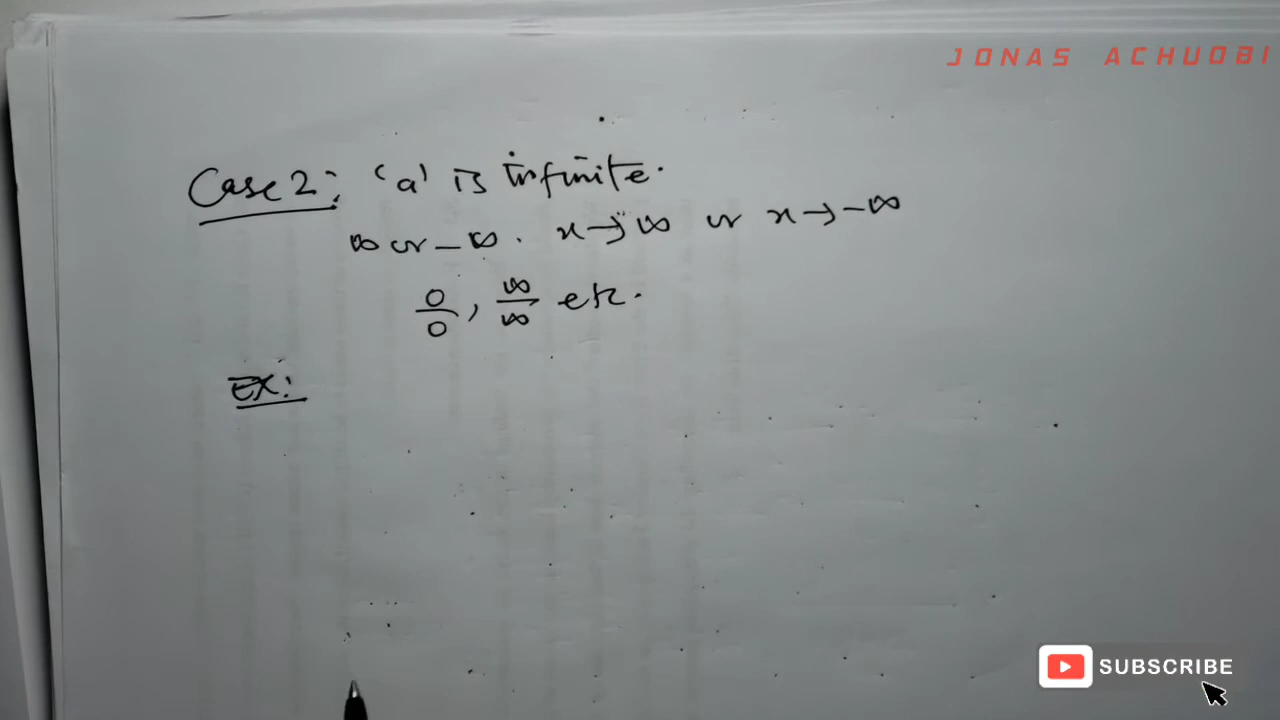 JONAS ACHUOBI
Case 2: 'a' is infinite.
∞ or -∞. x→∞ or x→-∞
0/0, ∞/∞ etc.
EX:
SUBSCRIBE